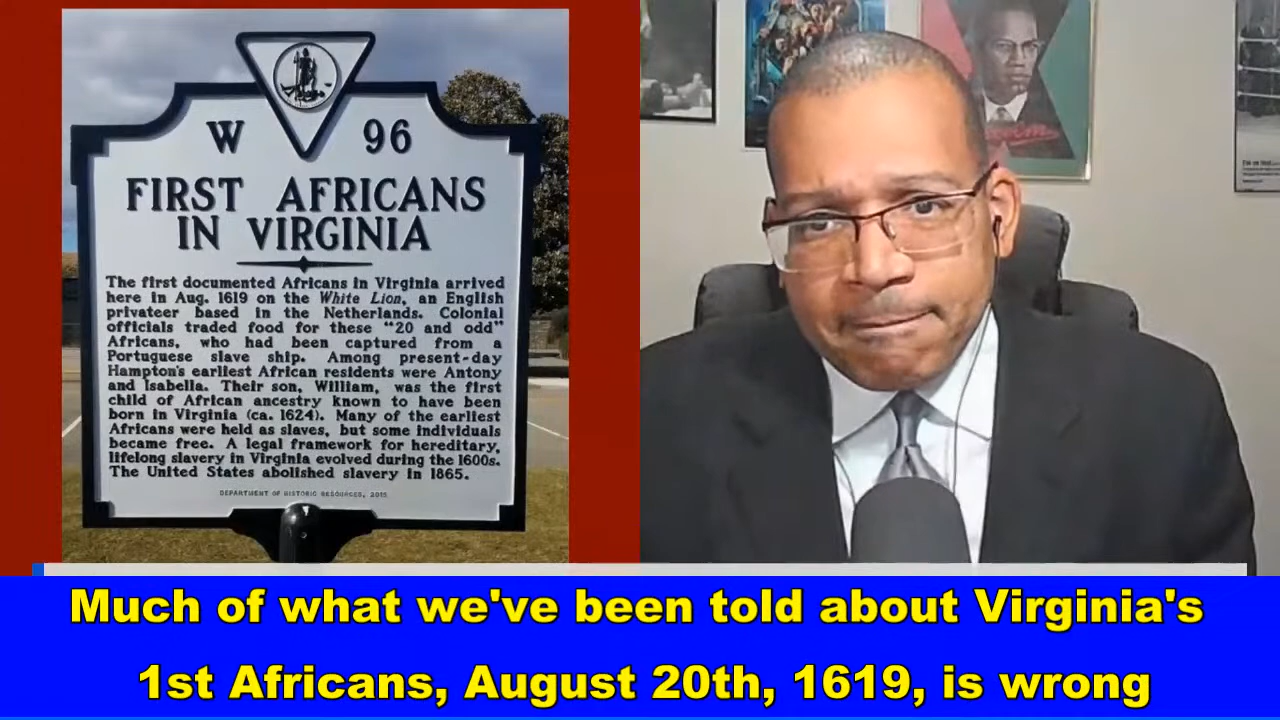 W 96
FIRST AFRICANS
IN VIRGINIA
The first documented Africans in Virginia arrived
here in Aug. 1619 on the White Lion, an English
privateer based in the Netherlands. Colonial
officials traded food for these "20 and odd"
Africans, who had been captured from a
Portuguese slave ship. Among present-day
Hampton's earliest African residents were Antony
and Isabella. Their son, William, was the first
child of African ancestry known to have been
born in Virginia (ca. 1624). Many of the earliest
Africans were held as slaves, but some individuals
became free. A legal framework for hereditary,
lifelong slavery in Virginia evolved during the 1600s.
The United States abolished slavery in 1865.
DEPARTMENT OF HISTORIC RESOURCES, 2015
Much of what we've been told about Virginia's
1st Africans, August 20th, 1619, is wrong